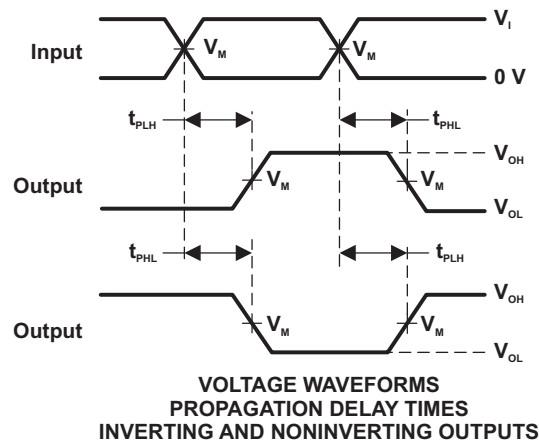 V_I
Input V_M V_M
0 V
t_PLH t_PHL
V_OH
Output V_M V_M
V_OL
t_PHL t_PLH
V_OH
Output V_M V_M
V_OL
VOLTAGE WAVEFORMS
PROPAGATION DELAY TIMES
INVERTING AND NONINVERTING OUTPUTS